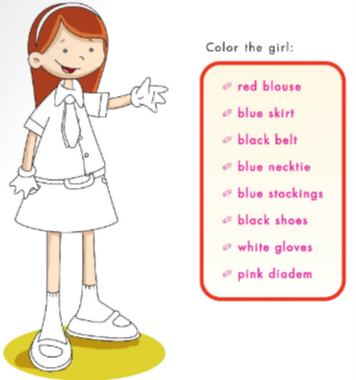 Color the girl:
red blouse
blue skirt
black belt
blue necktie
blue stockings
black shoes
white gloves
pink diadem